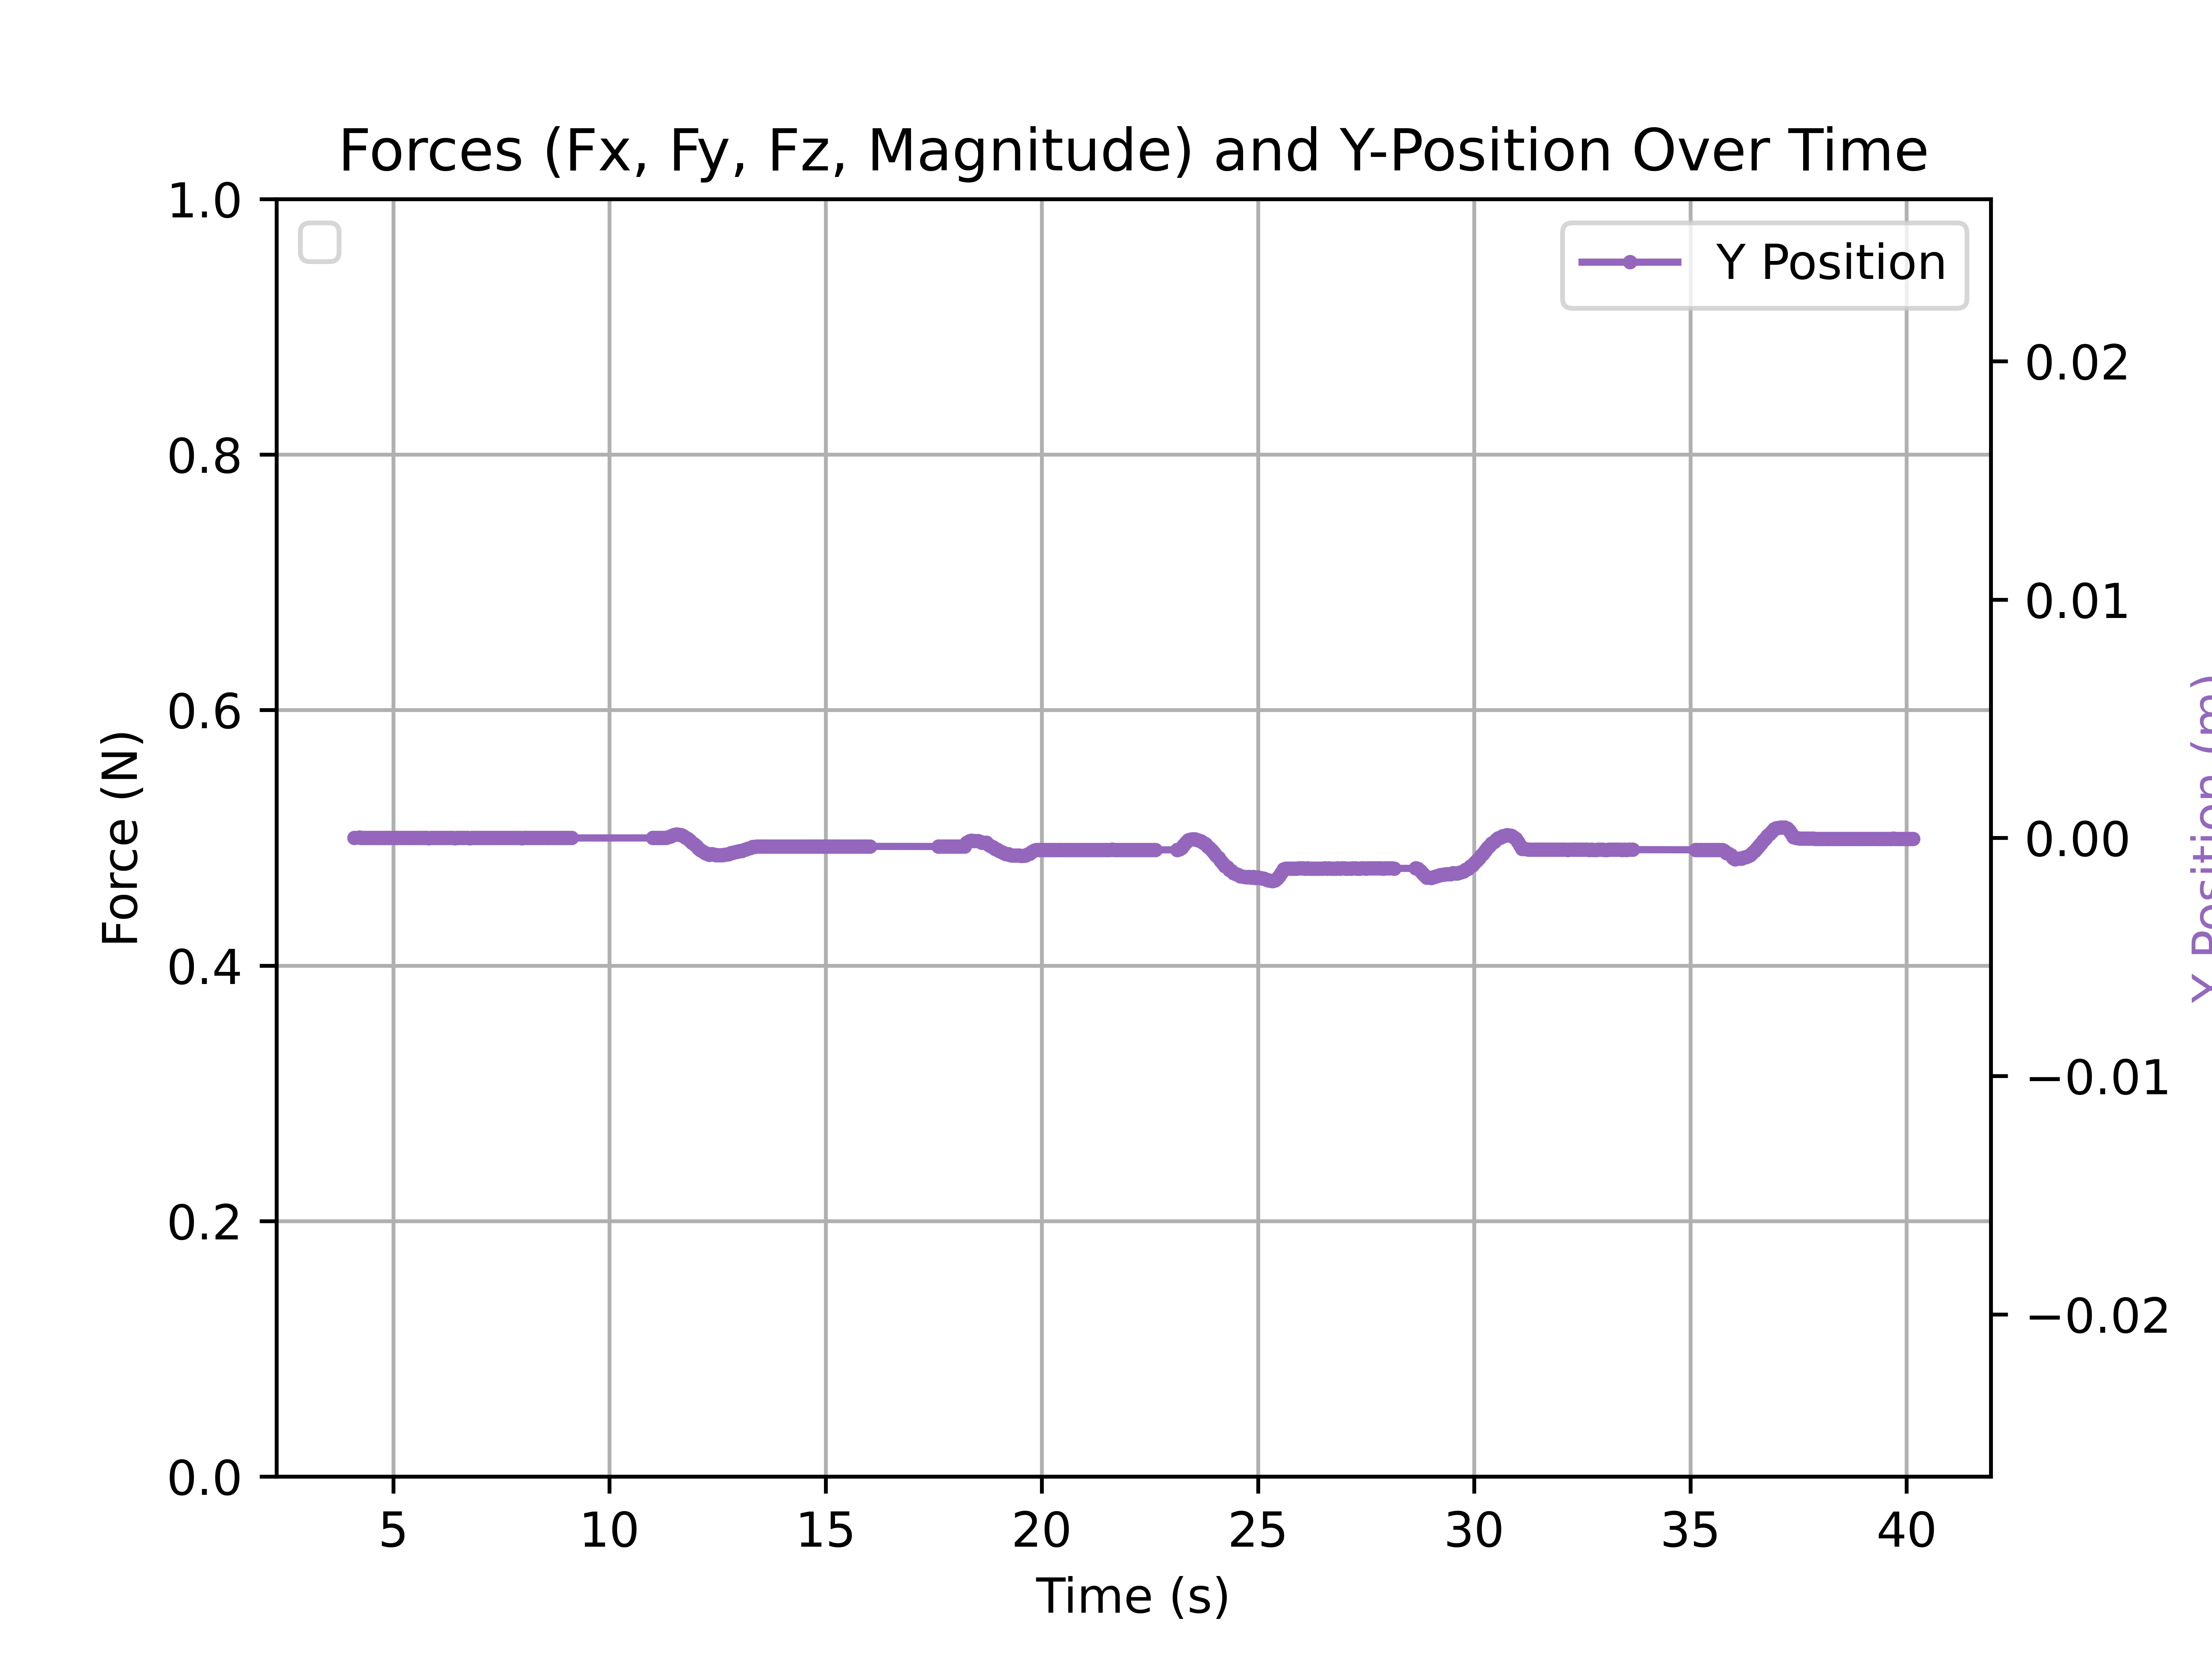 Forces (Fx, Fy, Fz, Magnitude) and Y-Position Over Time
Y Position
1.0
0.8
0.6
0.4
0.2
0.0
Force (N)
5 10 15 20 25 30 35 40
Time (s)
0.02
0.01
0.00
−0.01
−0.02
Y Position (m)